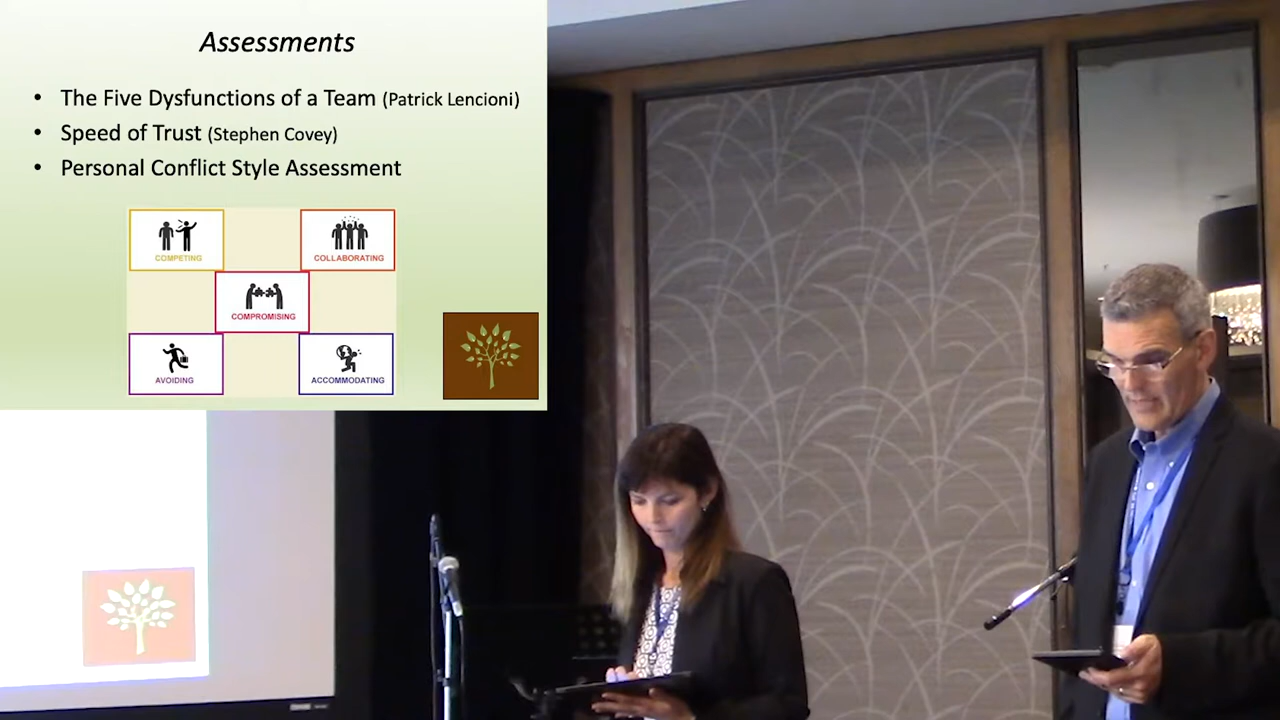 Assessments
• The Five Dysfunctions of a Team (Patrick Lencioni)
• Speed of Trust (Stephen Covey)
• Personal Conflict Style Assessment
COMPETING
COLLABORATING
COMPROMISING
AVOIDING
ACCOMMODATING